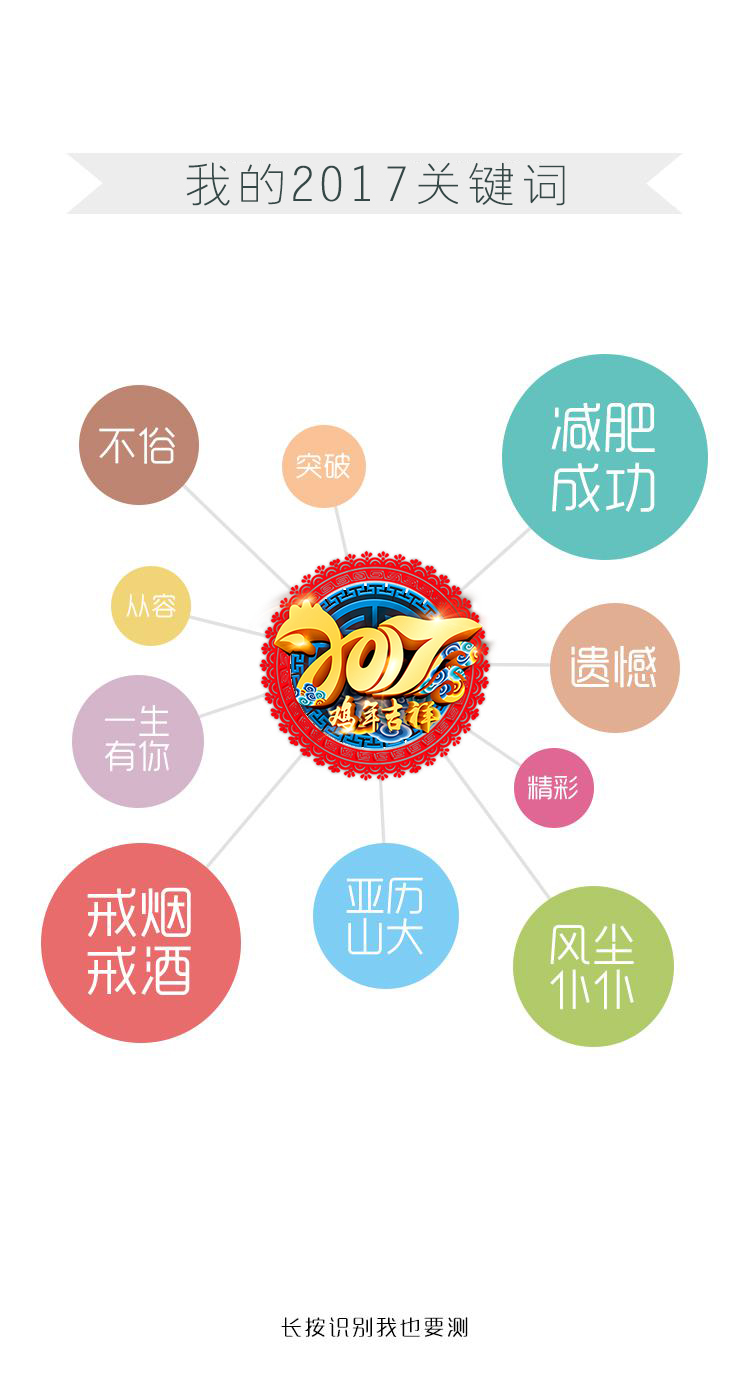 我的2017关键词
减肥
成功
不俗
突破
从容
遗憾
2017
鸡年吉祥
一生
有你
精彩
戒烟
戒酒
亚历
山大
风尘
仆仆
长按识别我也要测